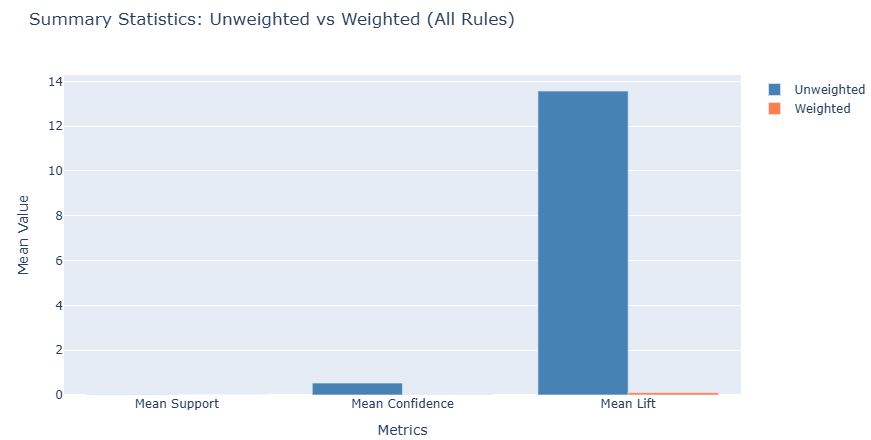 Summary Statistics: Unweighted vs Weighted (All Rules)
Unweighted
Weighted
14
12
10
8
6
4
2
0
Mean Value
Mean Support
Mean Confidence
Mean Lift
Metrics